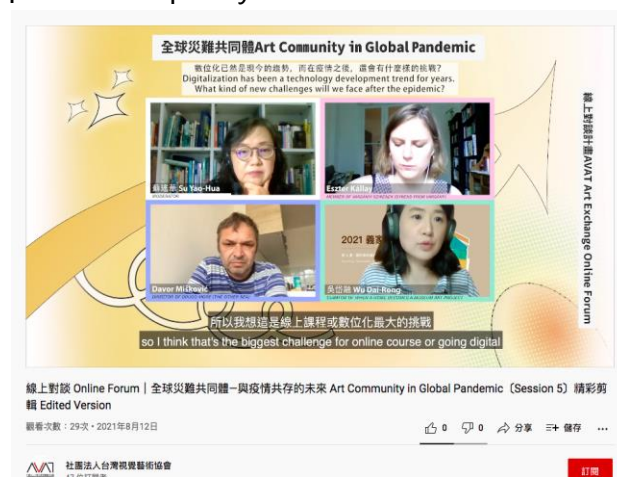 全球災難共同體Art Community in Global Pandemic
數位化已然是現今的趨勢，而在疫情之後，還會有什麼樣的挑戰？
Digitalization has been a technology development trend for years.
What kind of new challenges will we face after the epidemic?
Su Yao-Hua
MODERATOR
Eszter Kállay
Davor Mišković
2021
吳岱融 Wu Dai-Rong
線上對談計畫AVAT Art Exchange Online Forum
所以我想這是線上課程或數位化最大的挑戰
so I think that's the biggest challenge for online course or going digital
線上對談 Online Forum｜全球災難共同體–與疫情共存的未來 Art Community in Global Pandemic〔Session 5〕精彩剪
輯 Edited Version
觀看次數：29次・2021年8月12日
0
0
分享
儲存
社團法人台灣視覺藝術協會
訂閱